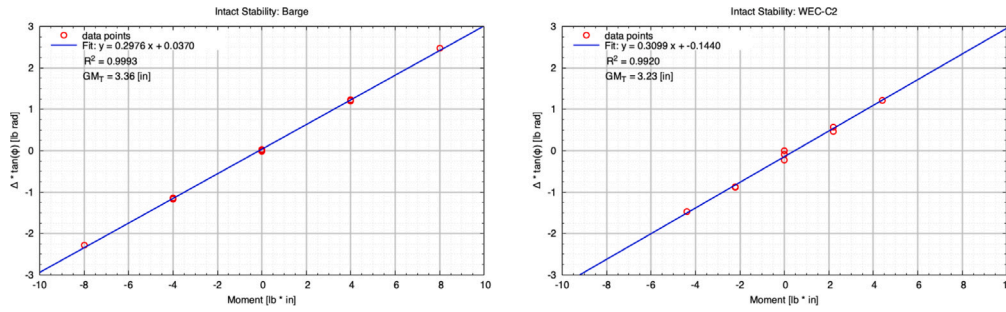 Intact Stability: Barge
data points
Fit: y = 0.2976 x + 0.0370
R² = 0.9993
GM_T = 3.36 [in]
3
2
1
0
-1
-2
-3
Δ * tan(ϕ) [lb rad]
-10 -8 -6 -4 -2 0 2 4 6 8 10
Moment [lb * in]
Intact Stability: WEC-C2
data points
Fit: y = 0.3099 x + -0.1440
R² = 0.9920
GM_T = 3.23 [in]
3
2
1
0
-1
-2
-3
Δ * tan(ϕ) [lb rad]
-10 -8 -6 -4 -2 0 2 4 6 8 10
Moment [lb * in]